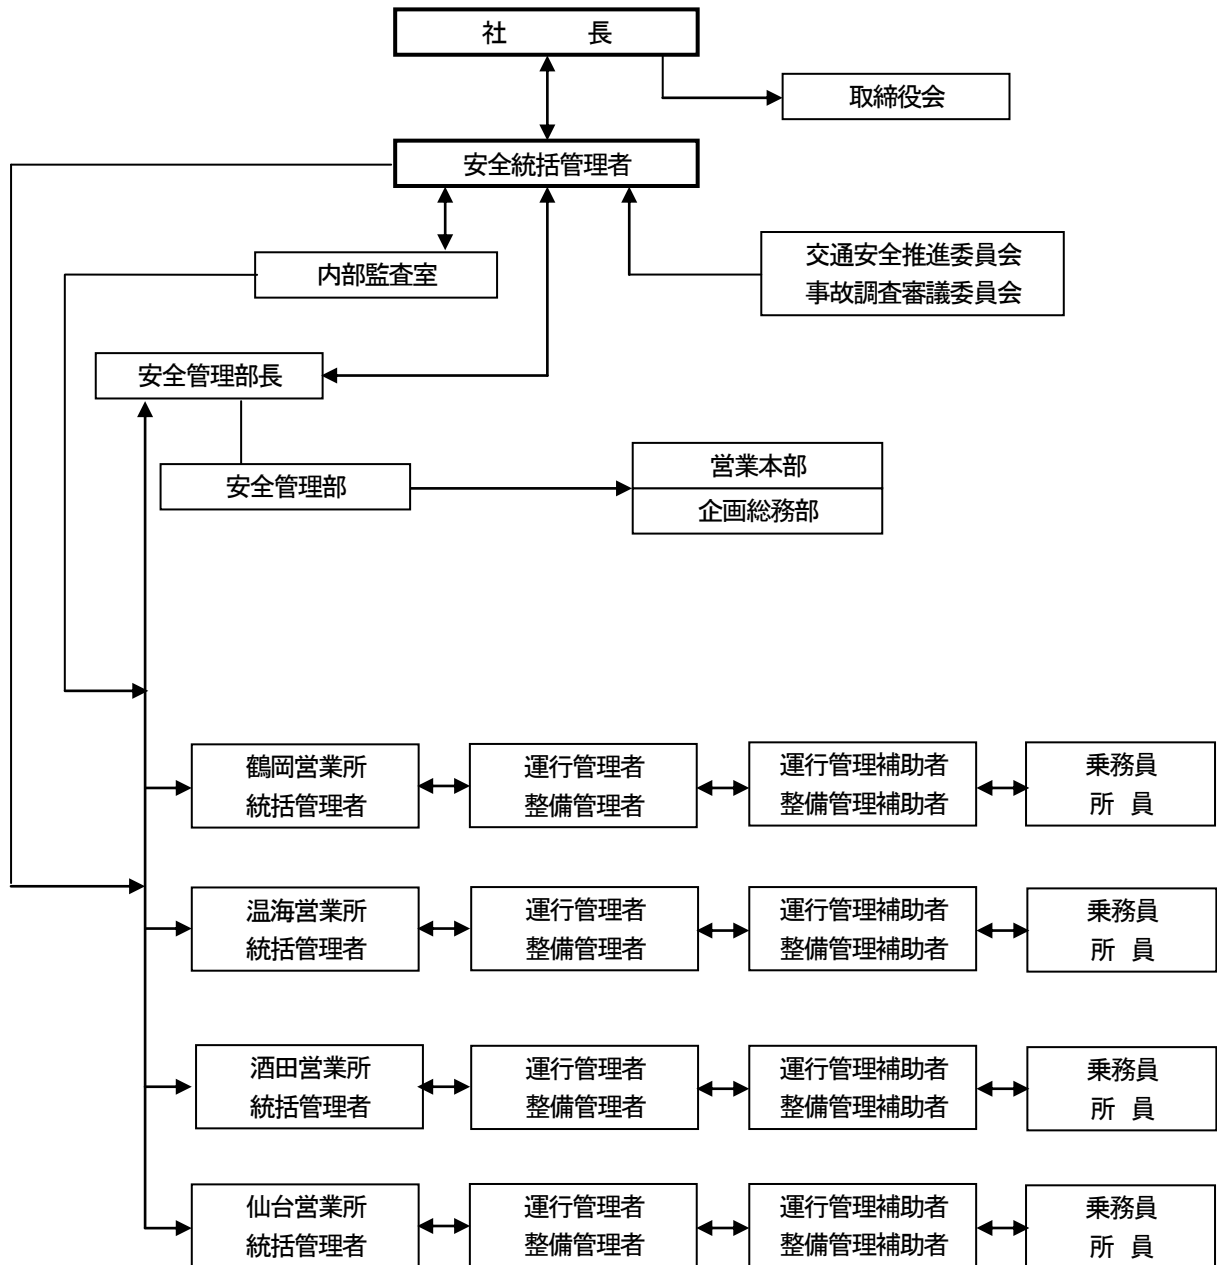 社 長
取締役会
安全統括管理者
交通安全推進委員会
事故調査審議委員会
内部監査室
安全管理部長
営業本部
安全管理部
企画総務部
鶴岡営業所
統括管理者
運行管理者
整備管理者
運行管理補助者
整備管理補助者
乗務員
所 員
温海営業所
統括管理者
運行管理者
整備管理者
運行管理補助者
整備管理補助者
乗務員
所 員
酒田営業所
統括管理者
運行管理者
整備管理者
運行管理補助者
整備管理補助者
乗務員
所 員
仙台営業所
統括管理者
運行管理者
整備管理者
運行管理補助者
整備管理補助者
乗務員
所 員